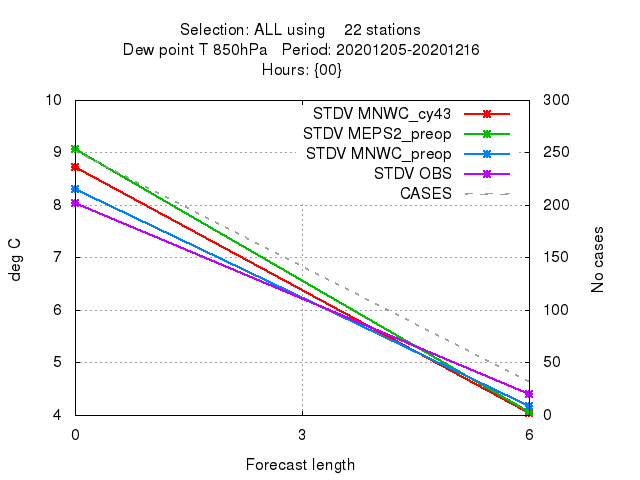 Selection: ALL using    22 stations
Dew point T 850hPa   Period: 20201205-20201216
Hours: {00}
10
9
8
7
6
5
4
300
250
200
150
100
50
0
STDV MNWC_cy43
STDV MEPS2_preop
STDV MNWC_preop
STDV OBS
CASES
deg C
No cases
0
3
6
Forecast length